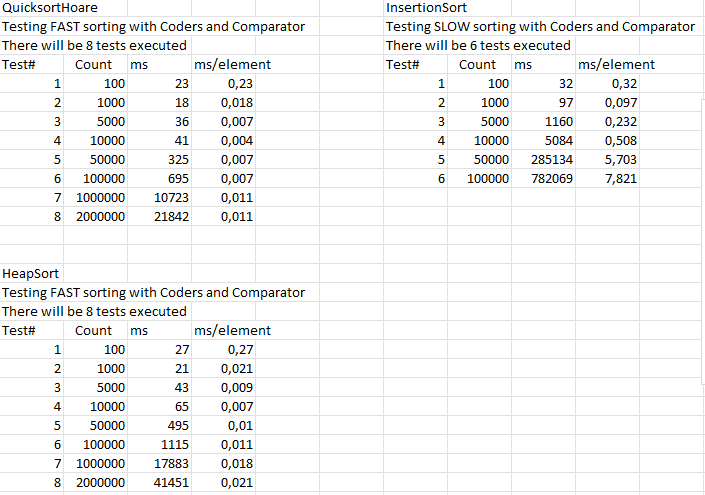 QuicksortHoare
Testing FAST sorting with Coders and Comparator
There will be 8 tests executed
Test# Count ms ms/element
1 100 23 0,23
2 1000 18 0,018
3 5000 36 0,007
4 10000 41 0,004
5 50000 325 0,007
6 100000 695 0,007
7 1000000 10723 0,011
8 2000000 21842 0,011
InsertionSort
Testing SLOW sorting with Coders and Comparator
There will be 6 tests executed
Test# Count ms ms/element
1 100 32 0,32
2 1000 97 0,097
3 5000 1160 0,232
4 10000 5084 0,508
5 50000 285134 5,703
6 100000 782069 7,821
HeapSort
Testing FAST sorting with Coders and Comparator
There will be 8 tests executed
Test# Count ms ms/element
1 100 27 0,27
2 1000 21 0,021
3 5000 43 0,009
4 10000 65 0,007
5 50000 495 0,01
6 100000 1115 0,011
7 1000000 17883 0,018
8 2000000 41451 0,021